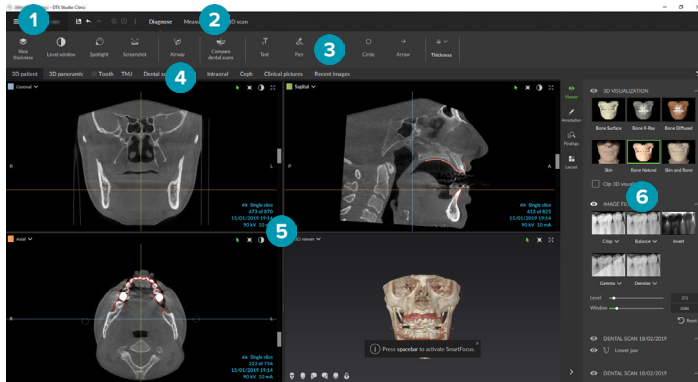 1
2
3
4
5
6
DTX Studio Clinic
Diagnose
Slice thickness
Level window
Spotlight
Screenshot
Airway
Compare dental scans
Text
Pen
Circle
Arrow
Thickness
3D patient
3D panoramic
Tooth
TMJ
Intraoral
Ceph
Clinical pictures
Recent images
Coronal
R
L
Single slice
473 of 870
15/01/2019 19:14
90 kV 10 mA
Sagittal
P
A
Single slice
413 of 825
15/01/2019 19:14
90 kV 10 mA
Axial
R
Single slice
222 of 754
15/01/2019 19:14
90 kV 10 mA
3D viewer
Press spacebar to activate SmartFocus.
Viewer
Annotation
Findings
Layout
3D VISUALIZATION
Bone Surface
Bone X-Ray
Bone Diffused
Skin
Bone Natural
Skin and Bone
Clip 3D
IMAGE
Crisp
Balance
Invert
Gamma
Denoise
Level
Window
Reset
DENTAL SCAN 18/02/2019
Lower jaw
DENTAL SCAN 18/02/2019